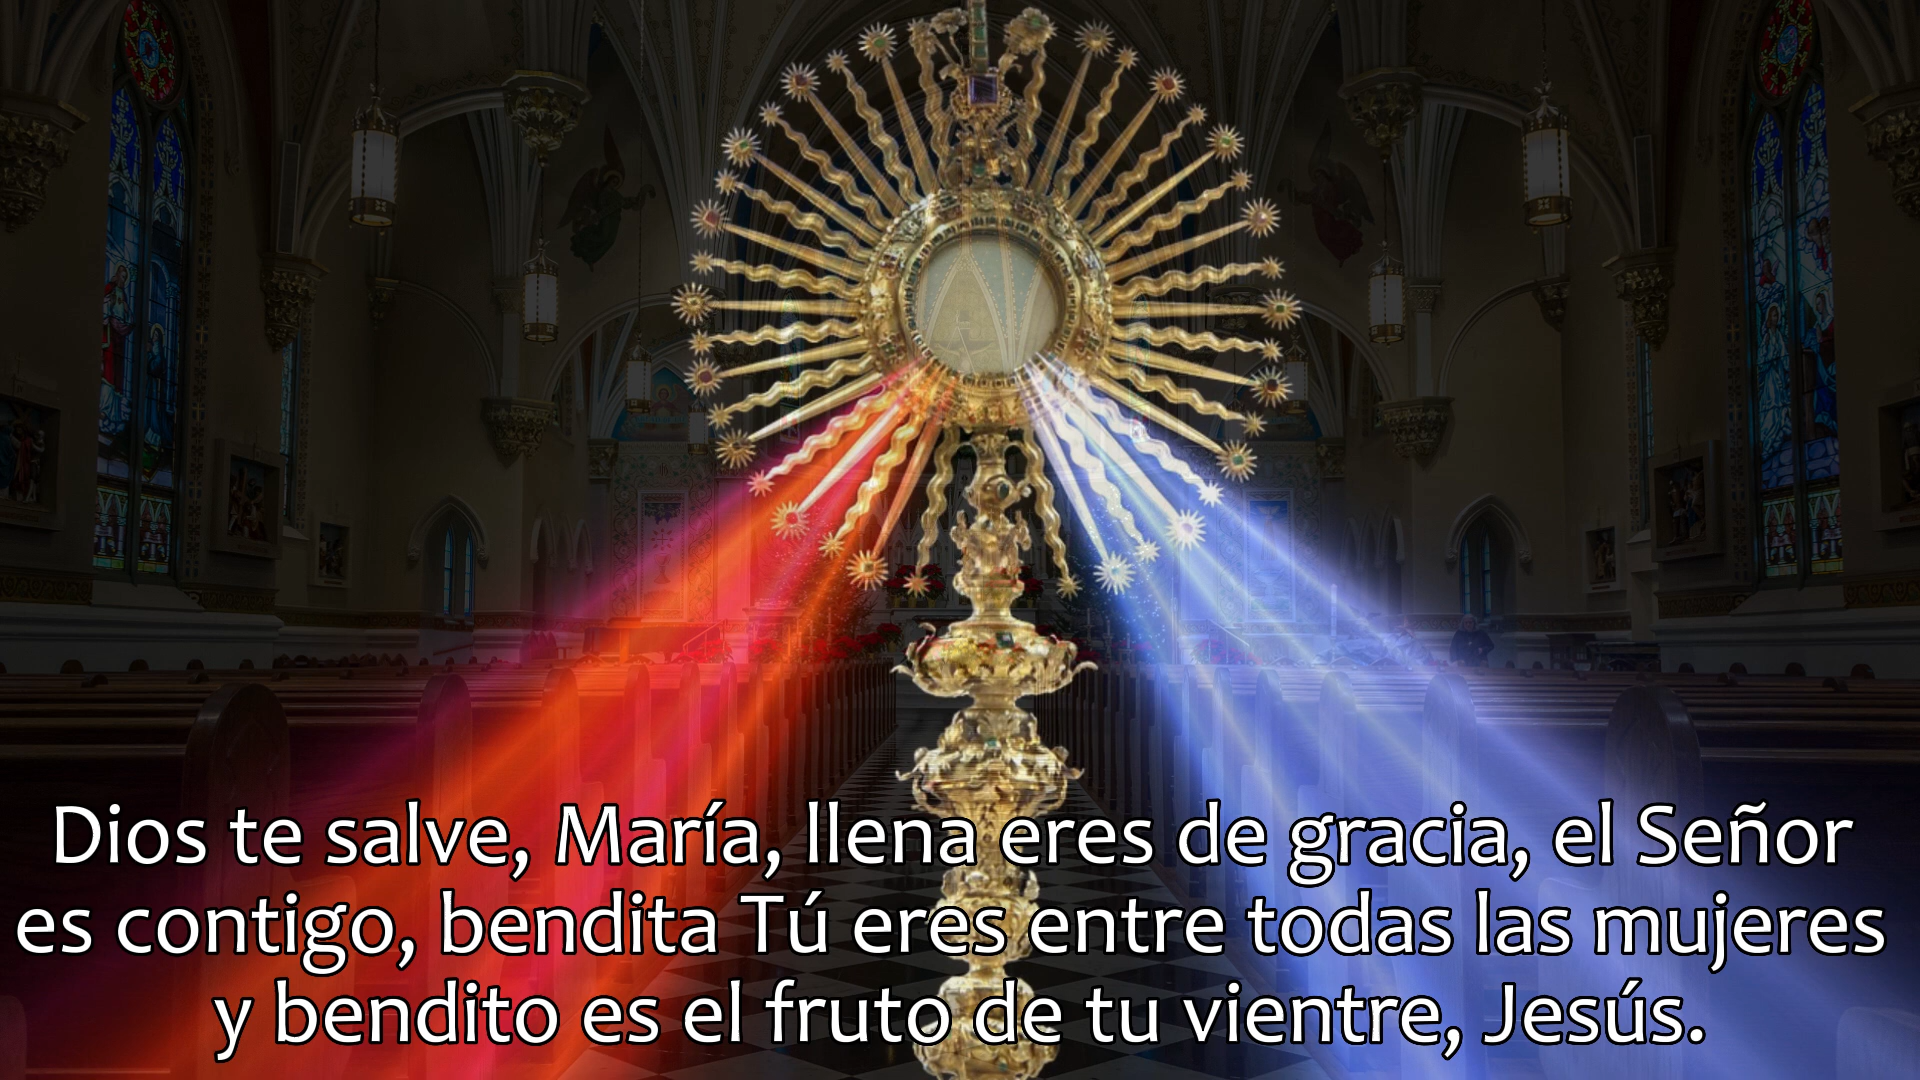 Dios te salve, María, llena eres de gracia, el Señor
es contigo, bendita Tú eres entre todas las mujeres
y bendito es el fruto de tu vientre, Jesús.